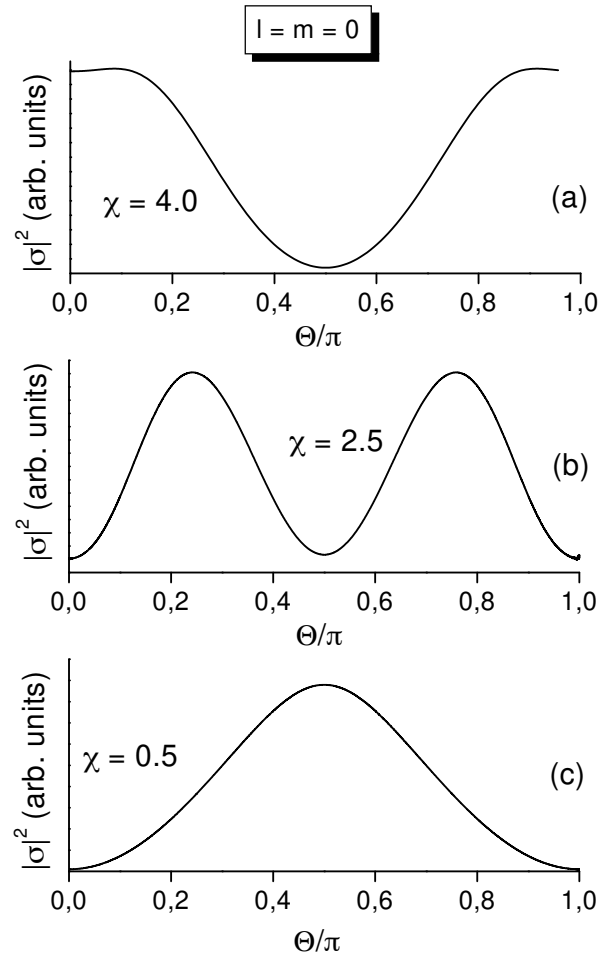 l = m = 0
|σ|² (arb. units)
χ = 4.0
(a)
0,0 0,2 0,4 0,6 0,8 1,0
Θ/π
|σ|² (arb. units)
χ = 2.5
(b)
0,0 0,2 0,4 0,6 0,8 1,0
Θ/π
|σ|² (arb. units)
χ = 0.5
(c)
0,0 0,2 0,4 0,6 0,8 1,0
Θ/π